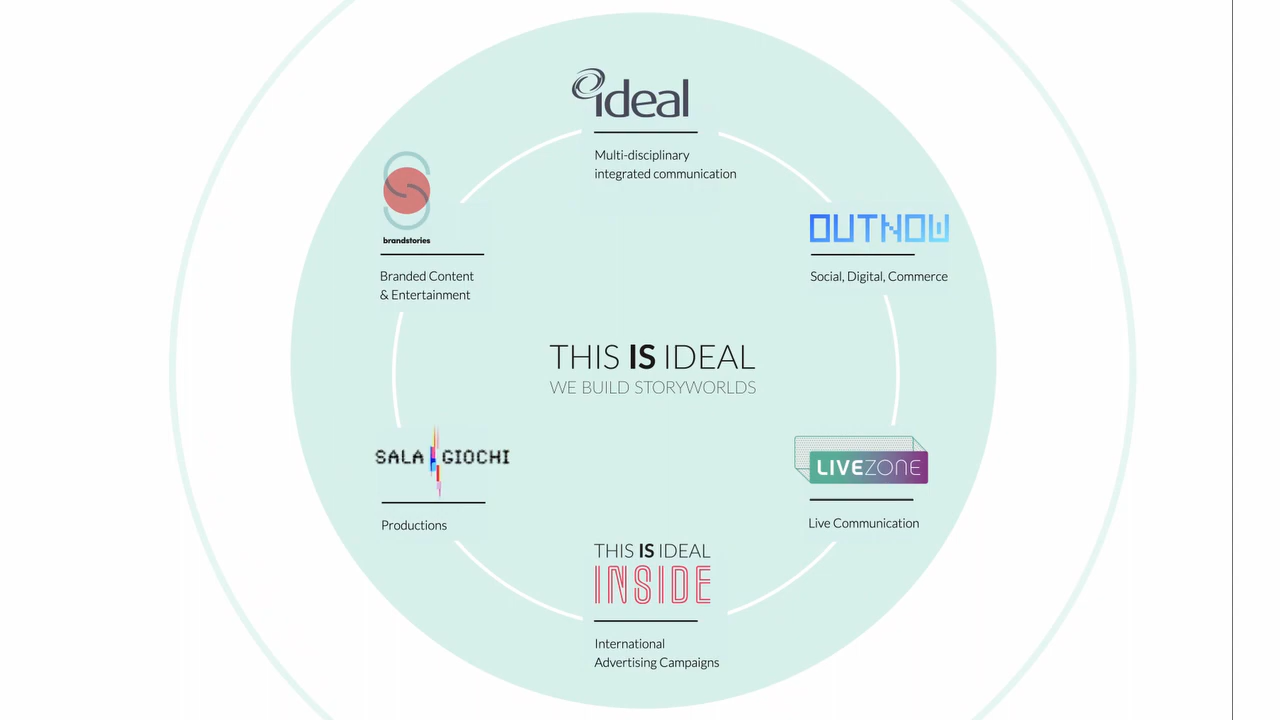 ideal
Multi-disciplinary
integrated communication
brandstories
Branded Content
& Entertainment
OUTNOW
Social, Digital, Commerce
THIS IS IDEAL
WE BUILD STORYWORLDS
SALA GIOCHI
Productions
LIVEZONE
Live Communication
THIS IS IDEAL
INSIDE
International
Advertising Campaigns